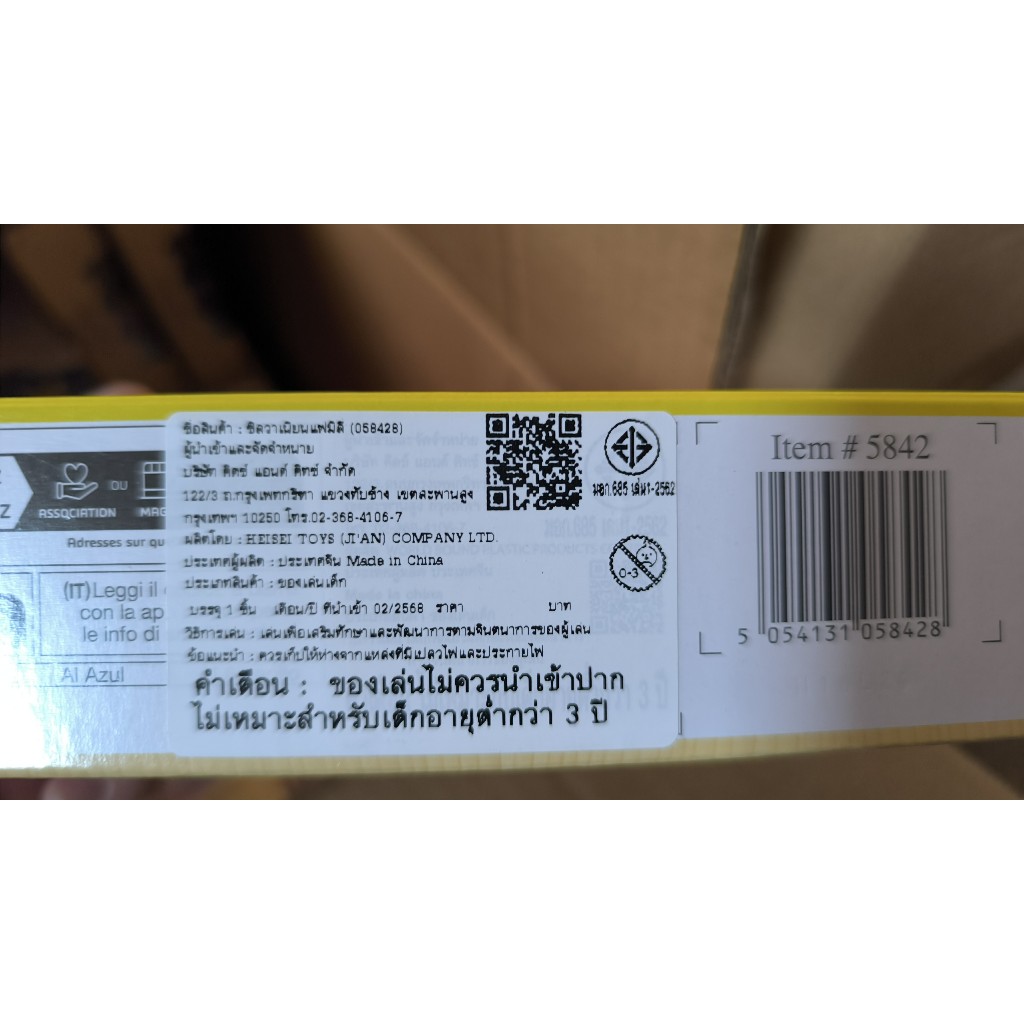 ASSOCIATION
OU
Adresses sur
(IT)Leggi il
con la
le info di
Al Azul
ชื่อสินค้า : ซิลวาเนียนแฟมิลี (058428)
ผู้นำเข้าและจัดจำหน่าย
บริษัท คิดซ์ แอนด์ คิทซ์ จำกัด
122/3 ถ.กรุงเทพกรีฑา แขวงทับช้าง เขตสะพานสูง
กรุงเทพฯ 10250 โทร.02-368-4106-7
ผลิตโดย : HEISEI TOYS (JI'AN) COMPANY LTD.
ประเทศผู้ผลิต : ประเทศจีน Made in China
ประเภทสินค้า : ของเล่นเด็ก
บรรจุ 1 ชิ้น เดือน/ปี ที่นำเข้า 02/2568 ราคา บาท
วิธีการเล่น : เล่นเพื่อเสริมทักษะและพัฒนาการตามจินตนาการของผู้เล่น
ข้อแนะนำ : ควรเก็บให้ห่างจากแหล่งที่มีเปลวไฟและประกายไฟ
คำเตือน : ของเล่นไม่ควรนำเข้าปาก
ไม่เหมาะสำหรับเด็กอายุต่ำกว่า 3 ปี
มอก.685 เล่ม1-2562
0-3
Item # 5842
5 054131 058428